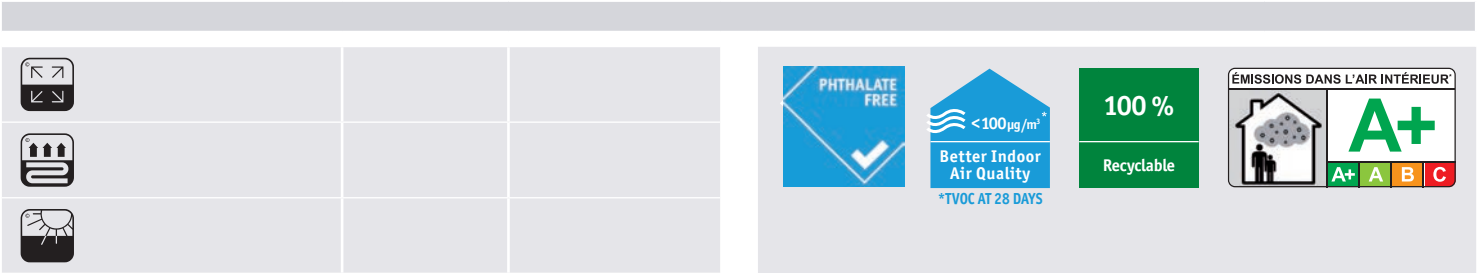 PHTHALATE
FREE
<100µg/m³*
Better Indoor
Air Quality
*TVOC AT 28 DAYS
100 %
Recyclable
ÉMISSIONS DANS L'AIR INTÉRIEUR*
A+
A+ A B C